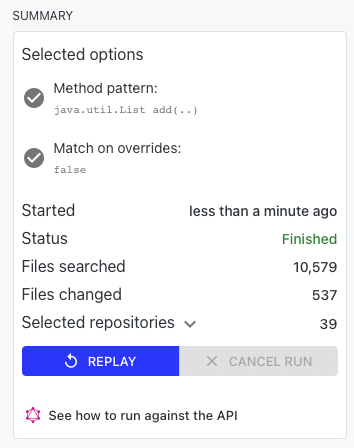 SUMMARY
Selected options
Method pattern:
java.util.List add(..)
Match on overrides:
false
Started less than a minute ago
Status Finished
Files searched 10,579
Files changed 537
Selected repositories 39
REPLAY CANCEL RUN
See how to run against the API